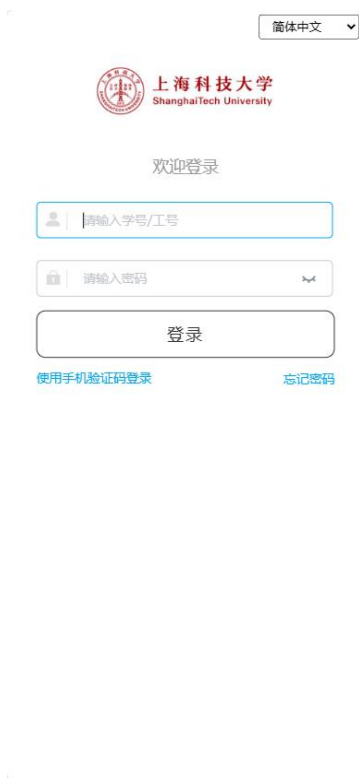 简体中文
上海科技大学
ShanghaiTech University
欢迎登录
请输入学号/工号
请输入密码
登录
使用手机验证码登录 忘记密码